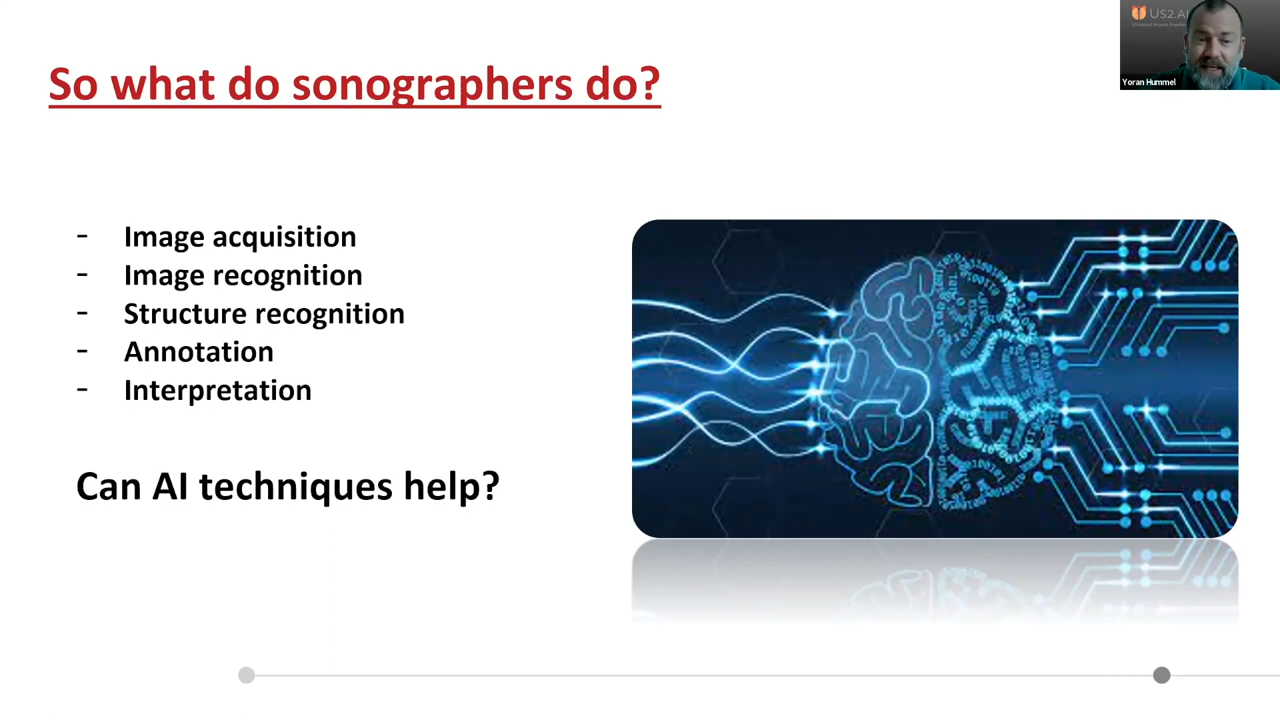 So what do sonographers do?
- Image acquisition
- Image recognition
- Structure recognition
- Annotation
- Interpretation
Can AI techniques help?
US2.AI
Yoran Hummel